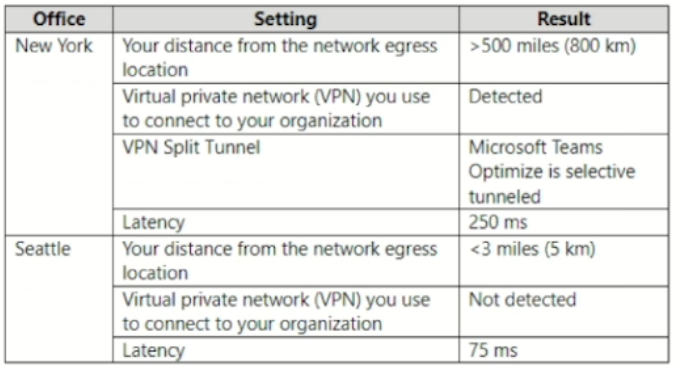 Office Setting Result
New York Your distance from the network egress >500 miles (800 km)
location
Virtual private network (VPN) you use Detected
to connect to your organization
VPN Split Tunnel Microsoft Teams
Optimize is selective
tunneled
Latency 250 ms
Seattle Your distance from the network egress <3 miles (5 km)
location
Virtual private network (VPN) you use Not detected
to connect to your organization
Latency 75 ms